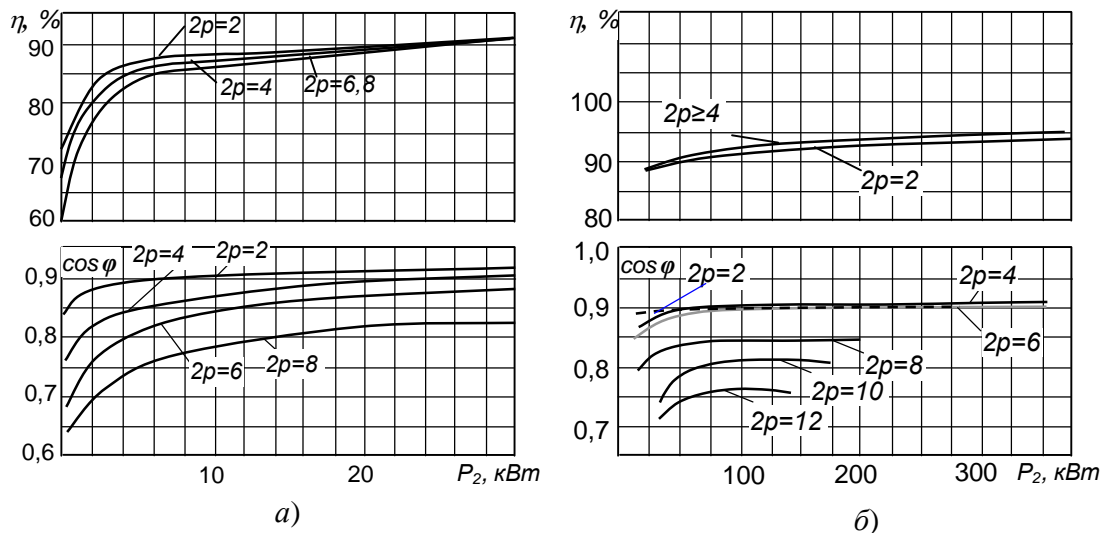 η, %
90
80
70
60
2p=2
2p=4
2p=6,8
cos φ
0,9
0,8
0,7
0,6
2p=4
2p=2
2p=6
2p=8
10
20
P₂, кВт
а)
η, %
100
90
80
2p≥4
2p=2
1,0
cos φ
0,9
0,8
0,7
2p=2
2p=4
2p=6
2p=8
2p=10
2p=12
100
200
300
P₂, кВт
б)